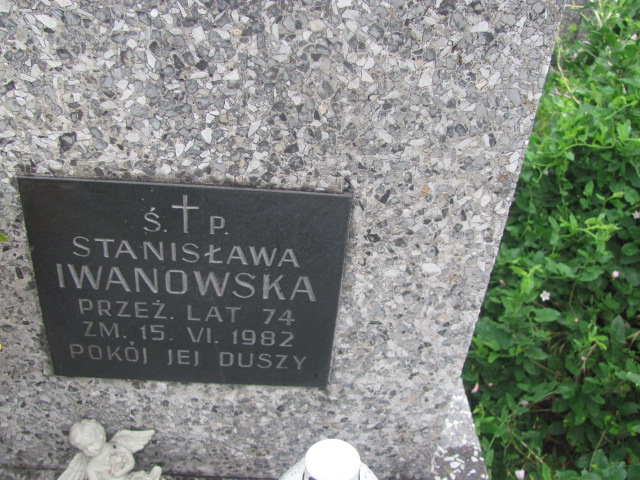 Ś. P.
STANISŁAWA
IWANOWSKA
PRZEŻ. LAT 74
ZM. 15. VI. 1982
POKÓJ JEJ DUSZY